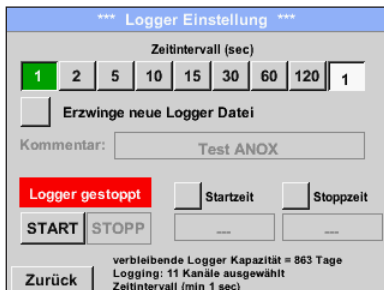 *** Logger Einstellung ***
Zeitintervall (sec)
1 2 5 10 15 30 60 120 1
Erzwinge neue Logger Datei
Kommentar: Test ANOX
Logger gestoppt Startzeit Stoppzeit
START STOPP --- ---
verbleibende Logger Kapazität = 863 Tage
Logging: 11 Kanäle ausgewählt
Zurück Zeitintervall (min 1 sec)